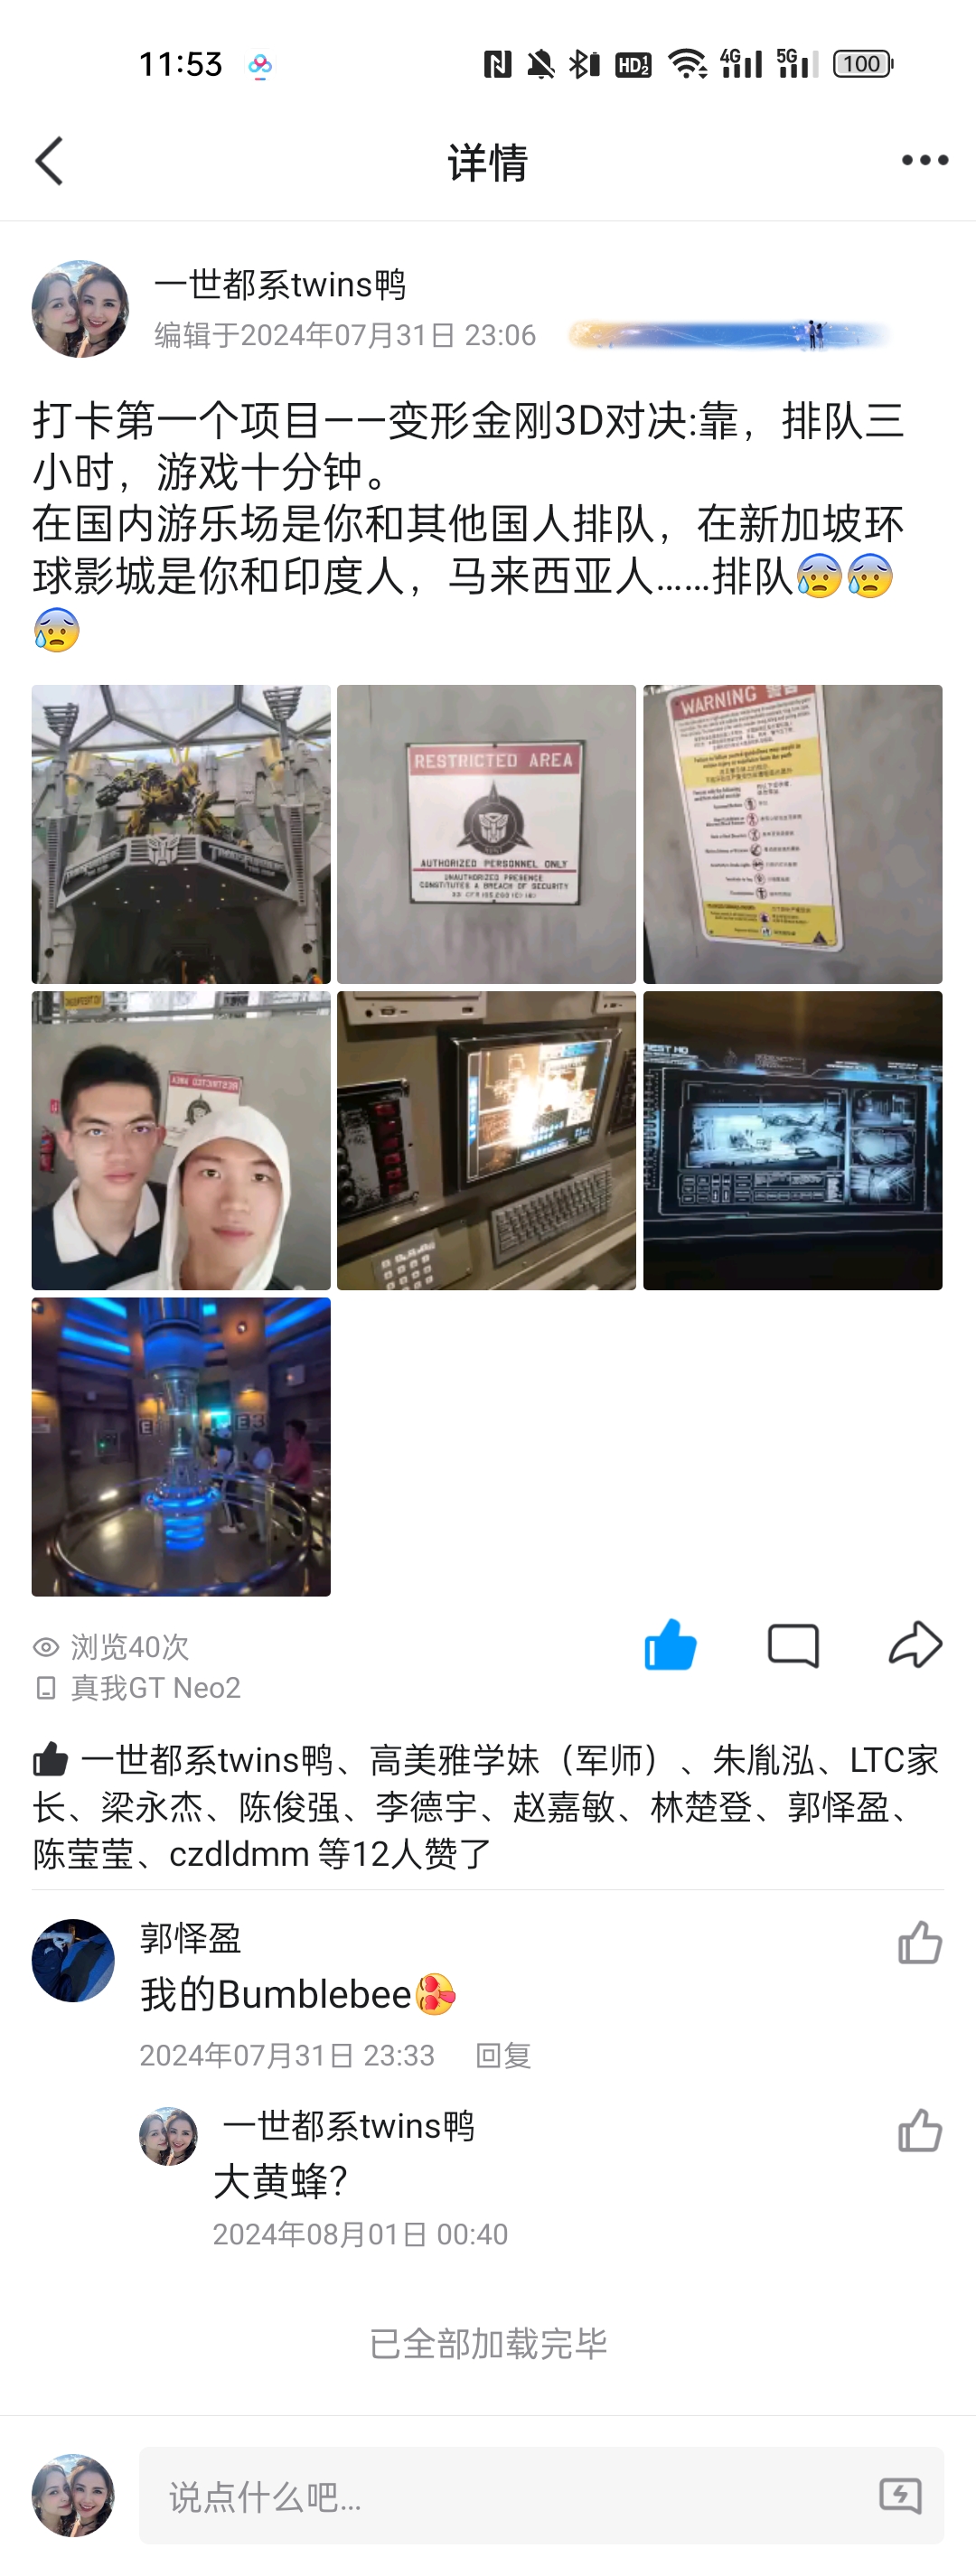 11:53
HD 1 2
4G
5G
100
详情
一世都系twins鸭
编辑于2024年07月31日 23:06
打卡第一个项目——变形金刚3D对决:靠，排队三
小时，游戏十分钟。
在国内游乐场是你和其他国人排队，在新加坡环
球影城是你和印度人，马来西亚人……排队😰😰
😰
RESTRICTED AREA
AUTHORIZED PERSONNEL ONLY
UNAUTHORIZED PRESENCE
CONSTITUTES A BREACH OF SECURITY
WARNING 警告
RESTRICTED AREA
NEST HQ
E3
浏览40次
真我GT Neo2
一世都系twins鸭、高美雅学妹（军师）、朱胤泓、LTC家
长、梁永杰、陈俊强、李德宇、赵嘉敏、林楚登、郭怿盈、
陈莹莹、czdldmm 等12人赞了
郭怿盈
我的Bumblebee
2024年07月31日 23:33 回复
一世都系twins鸭
大黄蜂？
2024年08月01日 00:40
已全部加载完毕
说点什么吧...